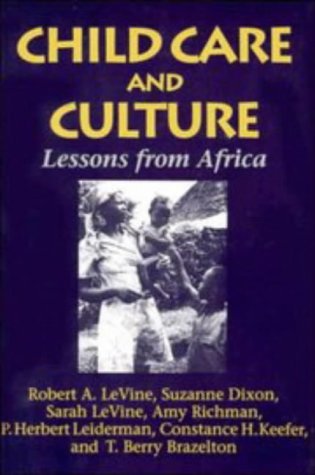 CHILD CARE
AND
CULTURE
Lessons from Africa
Robert A. LeVine, Suzanne Dixon,
Sarah LeVine, Amy Richman,
P. Herbert Leiderman, Constance H. Keefer,
and T. Berry Brazelton